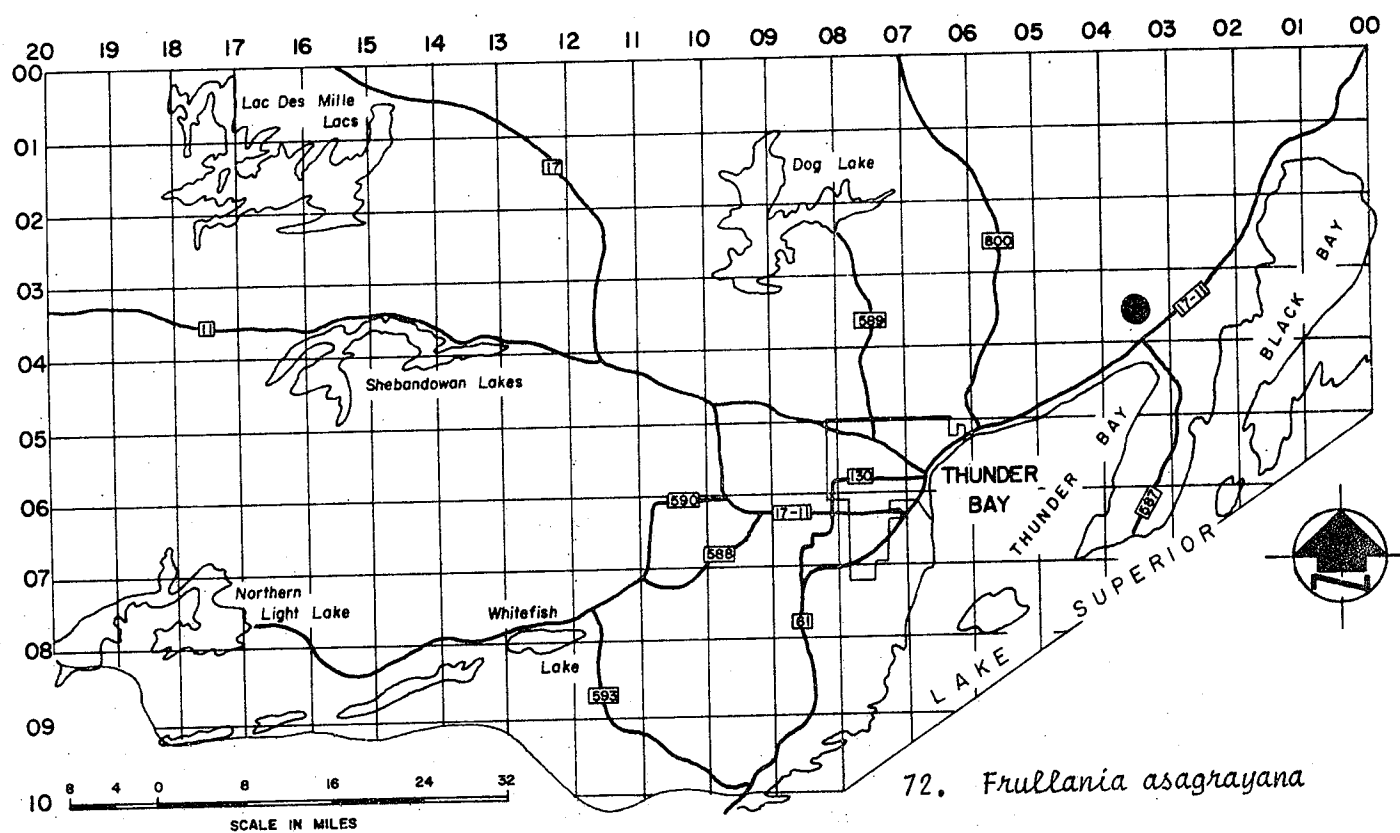 20 19 18 17 16 15 14 13 12 11 10 09 08 07 06 05 04 03 02 01 00
00
01
02
03
04
05
06
07
08
09
10
Lac Des Mille
Lacs
17
Dog Lake
800
BLACK BAY
17-11
589
11
Shebandowan Lakes
THUNDER
BAY
THUNDER BAY
130
590
17-11
588
587
LAKE SUPERIOR
N
Northern
Light Lake
Whitefish
Lake
61
593
8 4 0 8 16 24 32
SCALE IN MILES
72. Frullania asagrayana